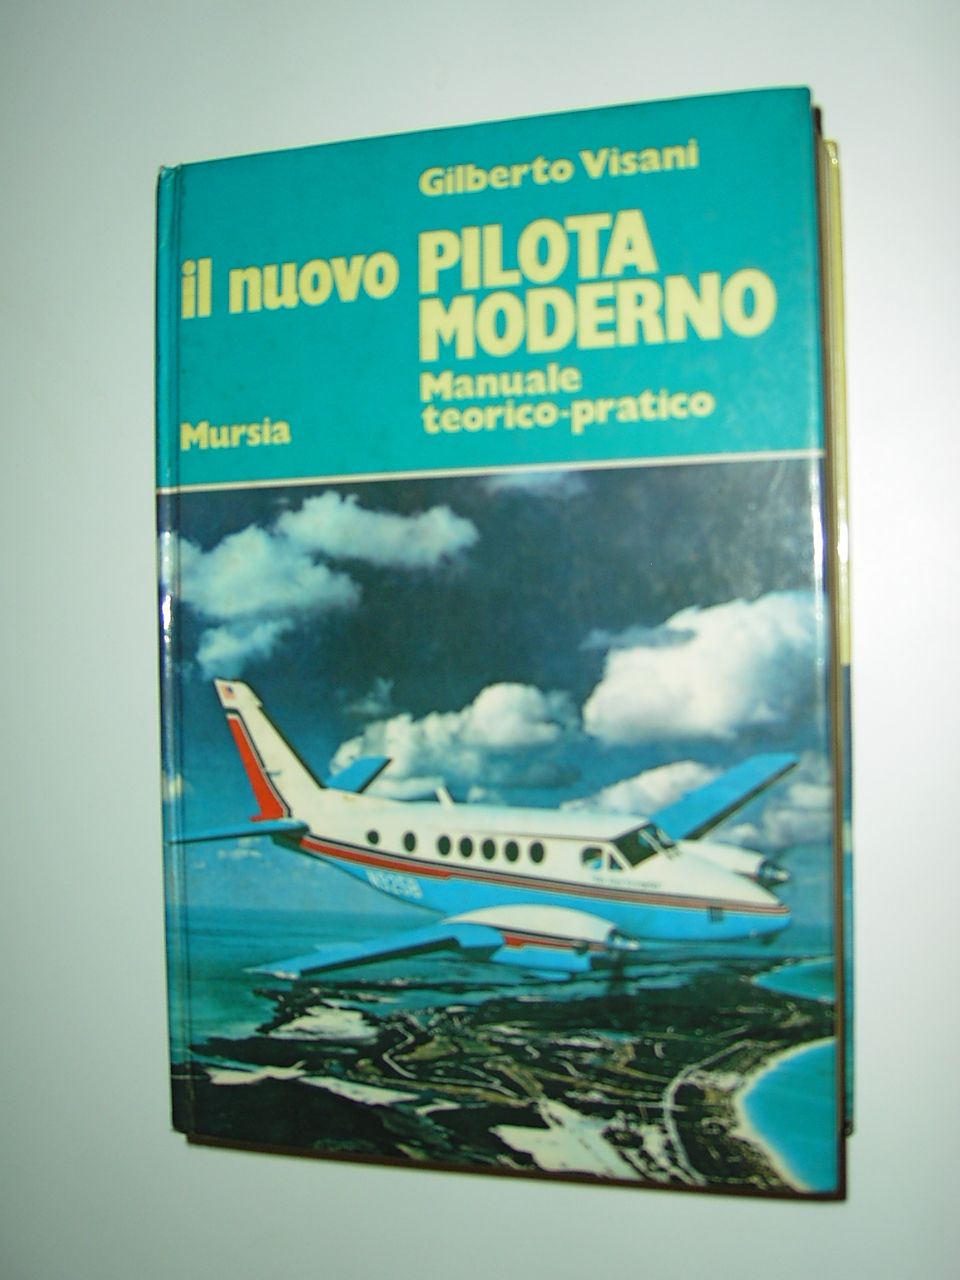 Gilberto Visani
il nuovo PILOTA
MODERNO
Manuale
teorico-pratico
Mursia